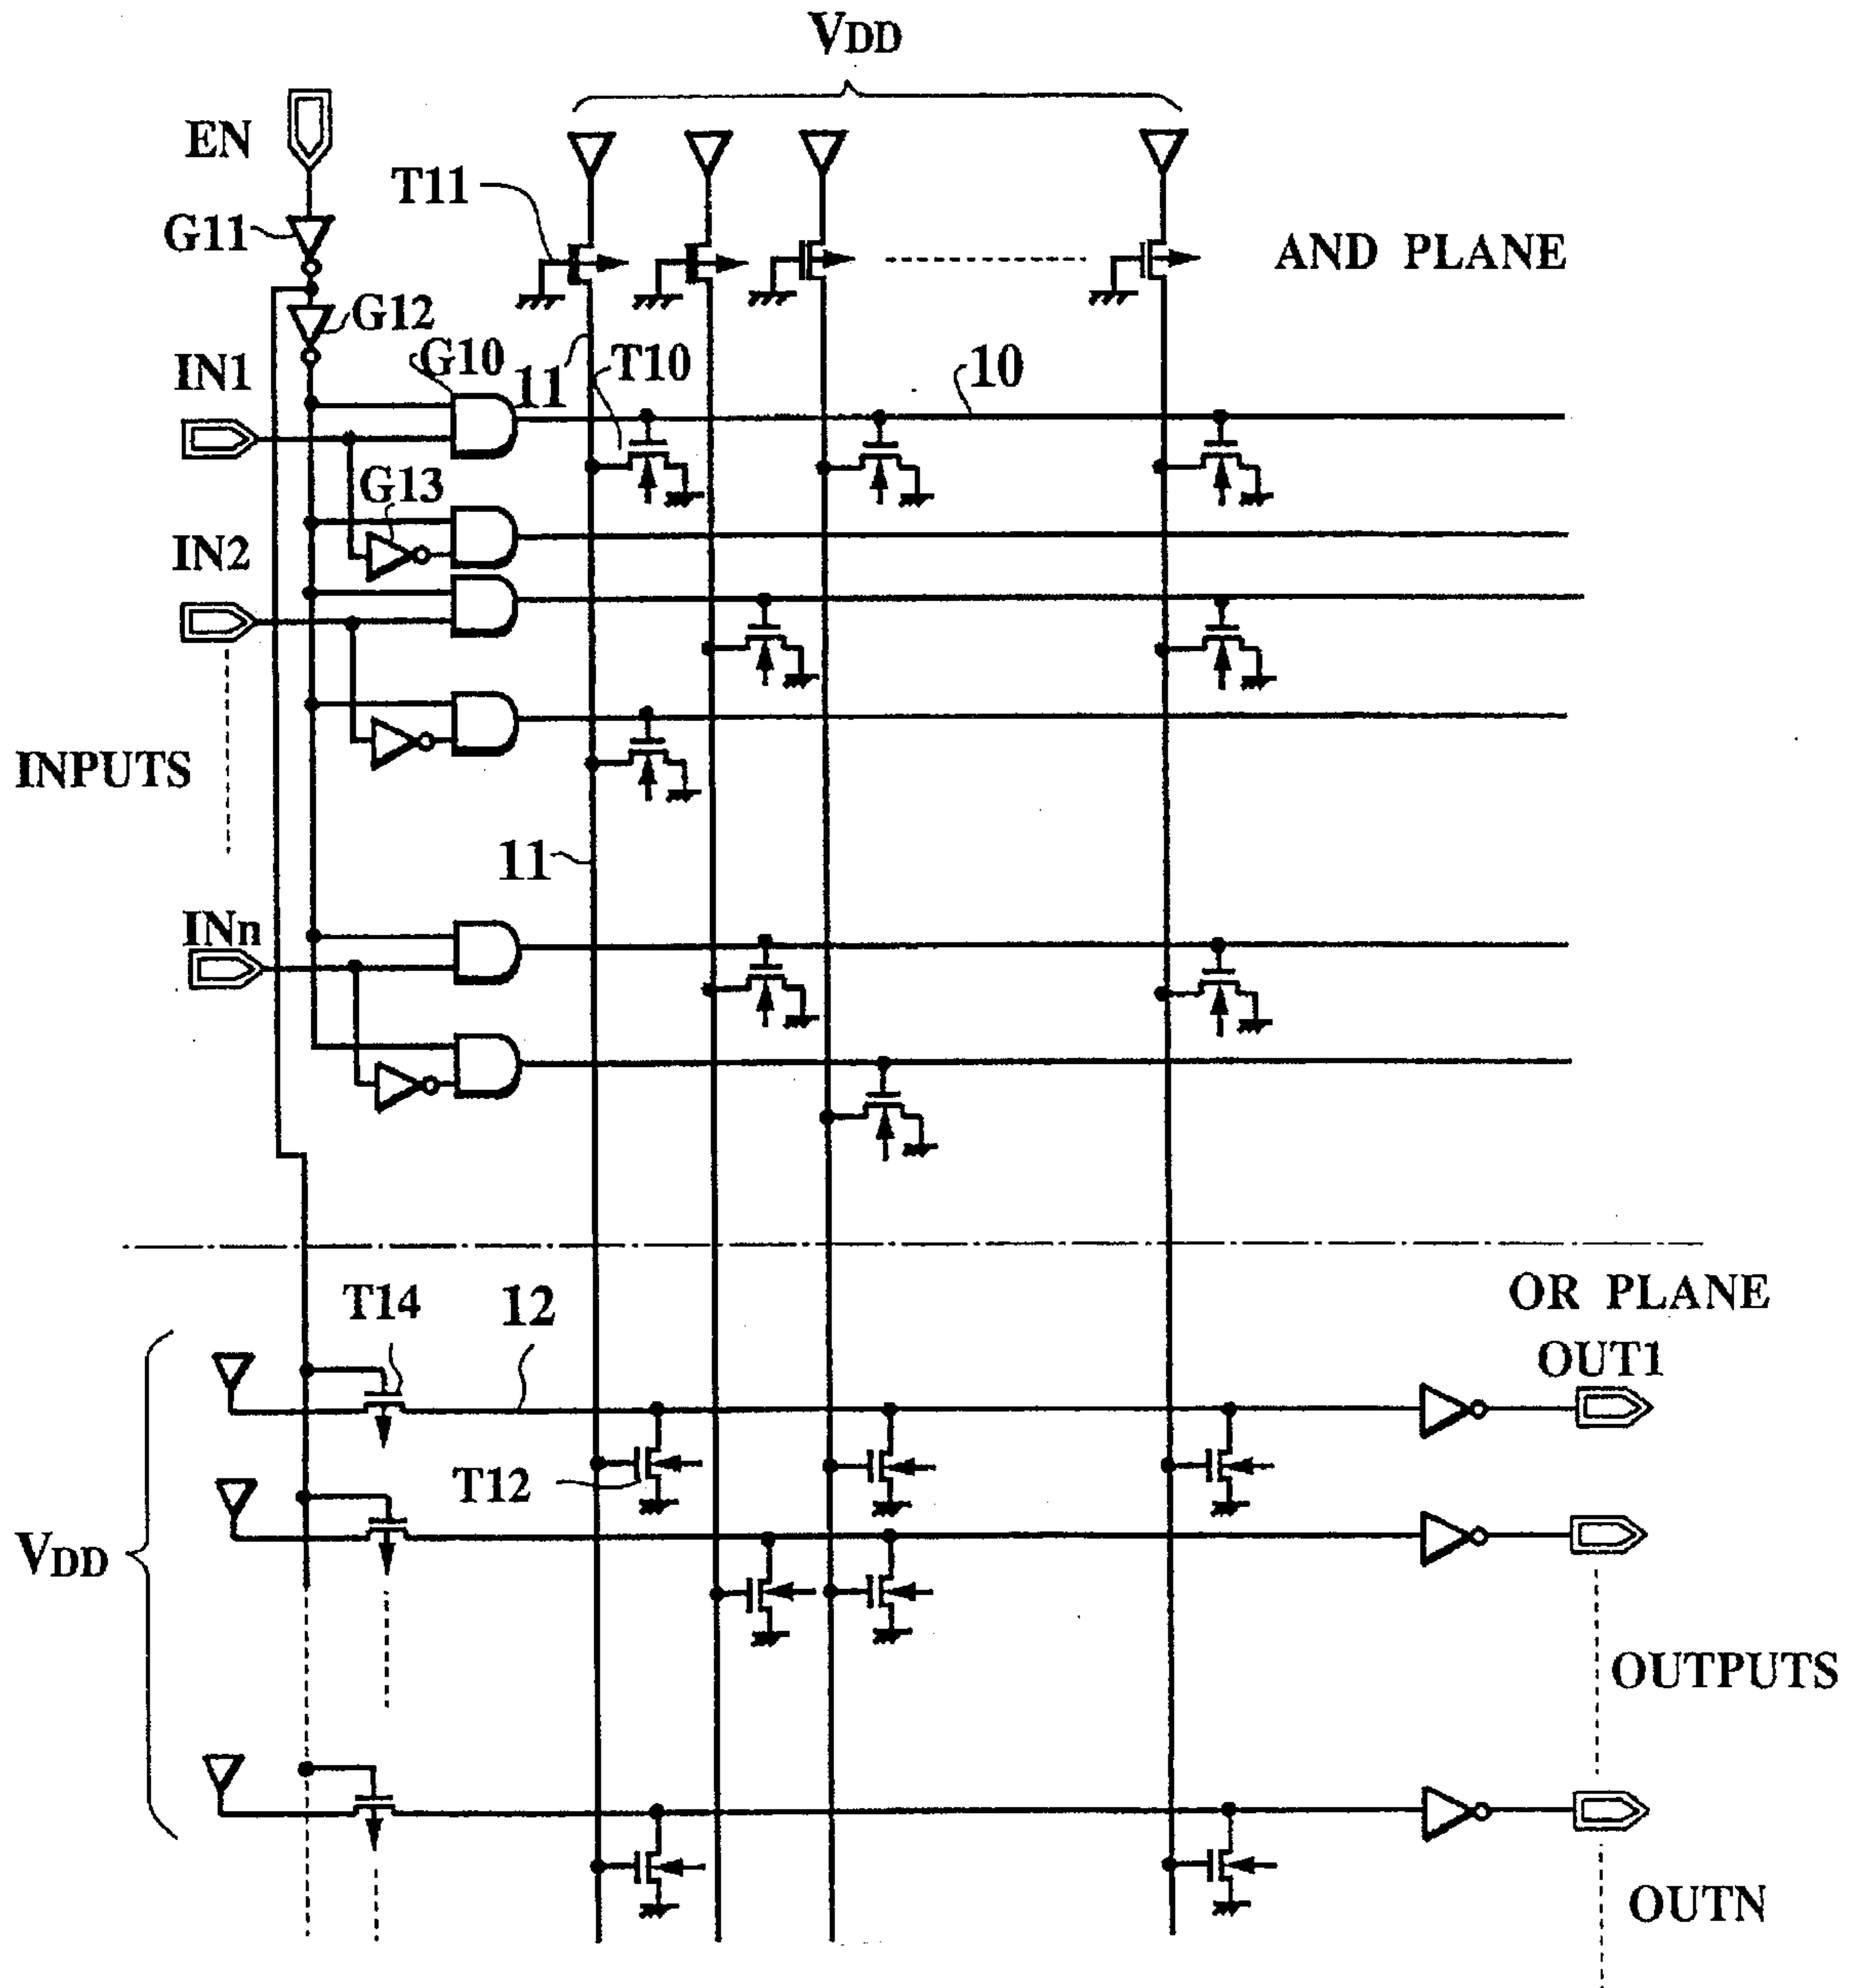 VDD
EN
T11
G11
AND PLANE
G12
IN1
G10
11
T10
10
G13
IN2
INPUTS
11
INn
OR PLANE
T14
12
OUT1
T12
VDD
OUTPUTS
OUTN